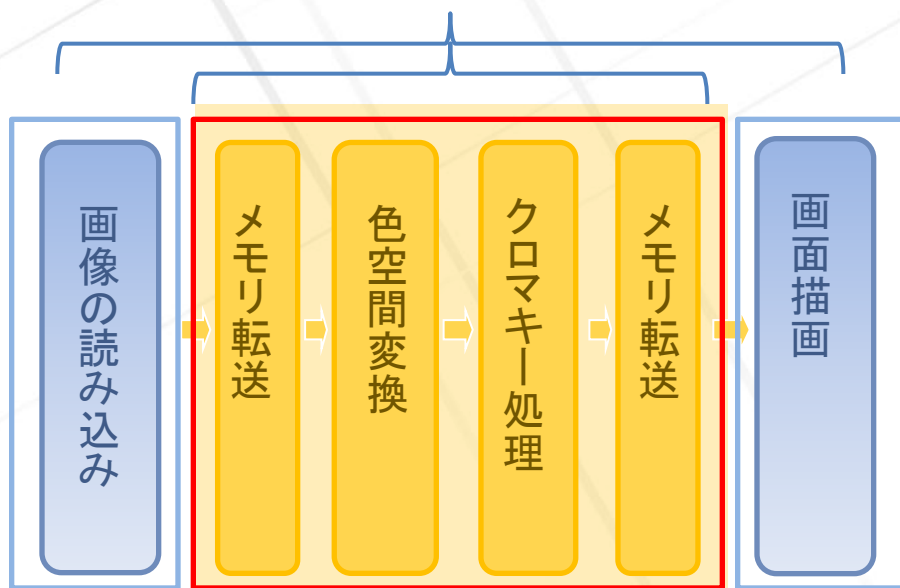 画像の読み込み
メモリ転送
色空間変換
クロマキー処理
メモリ転送
画面描画